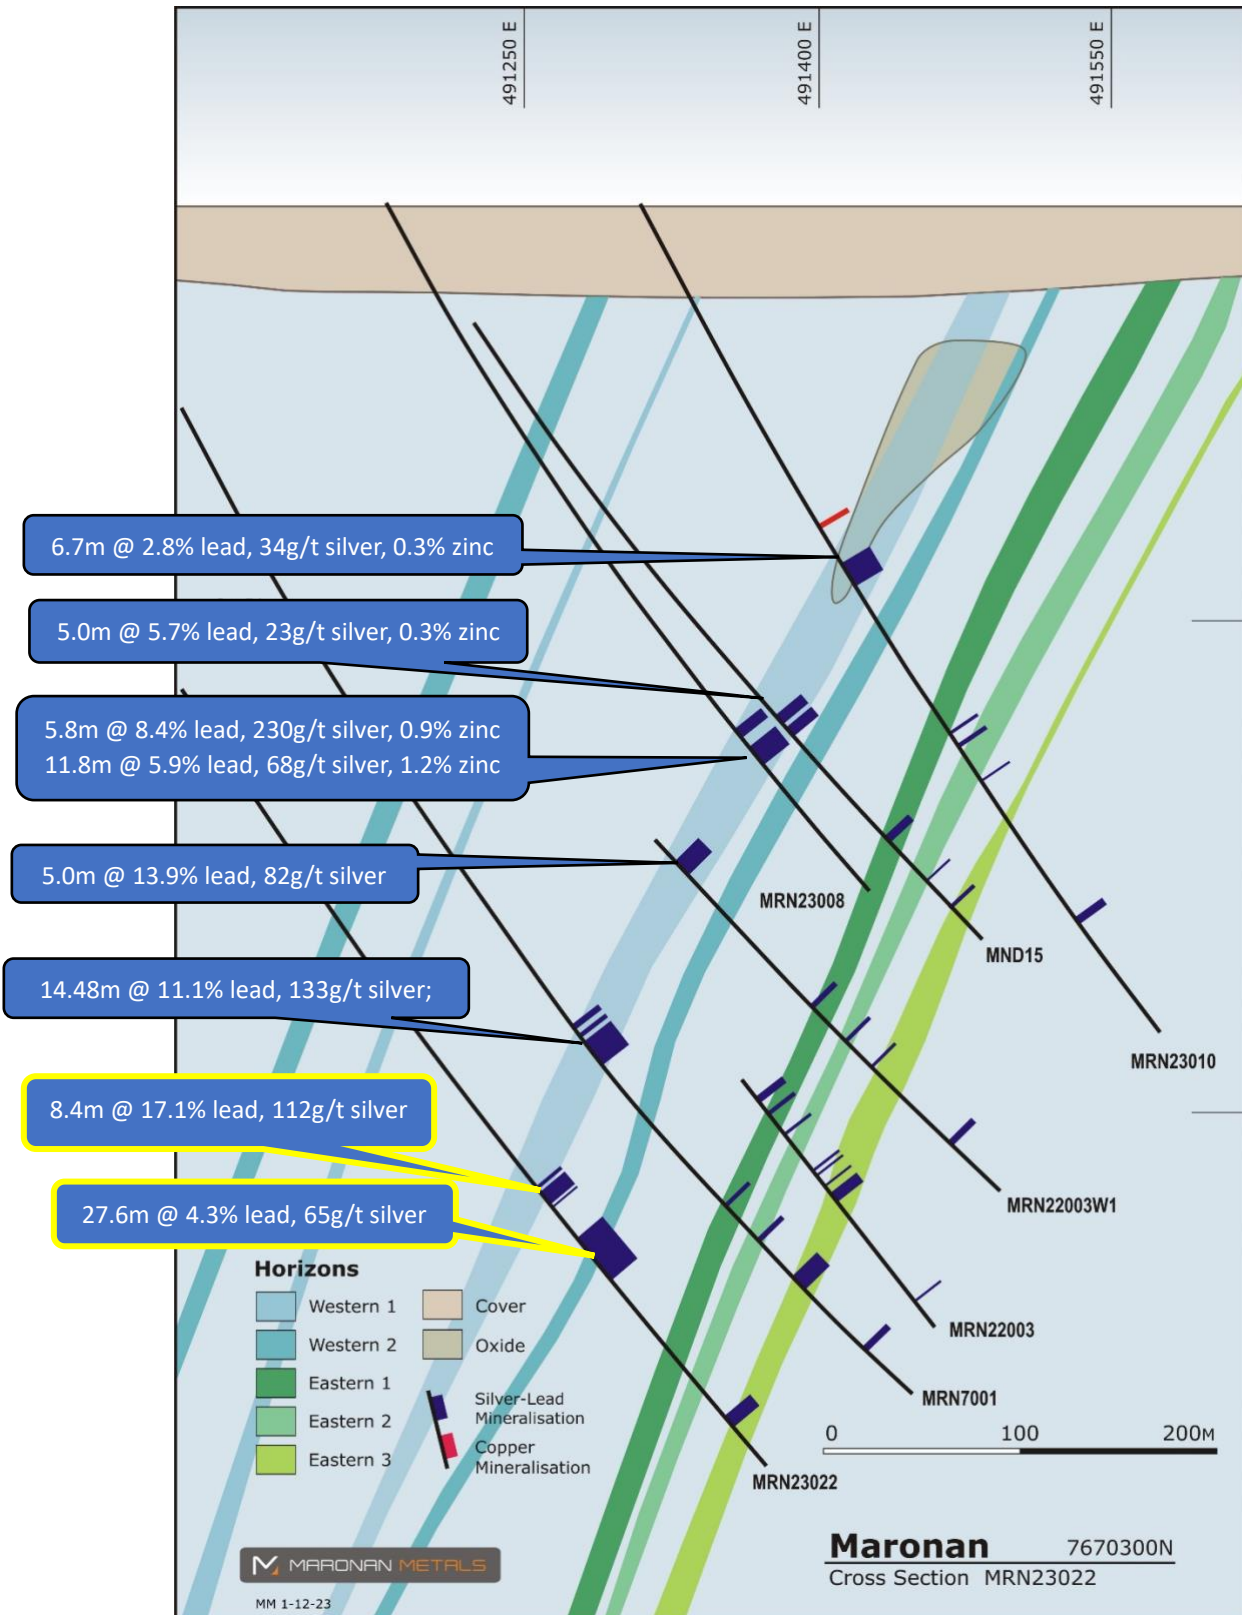 491250 E
491400 E
491550 E
6.7m @ 2.8% lead, 34g/t silver, 0.3% zinc
5.0m @ 5.7% lead, 23g/t silver, 0.3% zinc
5.8m @ 8.4% lead, 230g/t silver, 0.9% zinc
11.8m @ 5.9% lead, 68g/t silver, 1.2% zinc
5.0m @ 13.9% lead, 82g/t silver
MRN23008
MND15
14.48m @ 11.1% lead, 133g/t silver;
MRN23010
8.4m @ 17.1% lead, 112g/t silver
27.6m @ 4.3% lead, 65g/t silver
MRN22003W1
MRN22003
MRN7001
MRN23022
Horizons
Western 1
Western 2
Eastern 1
Eastern 2
Eastern 3
Cover
Oxide
Silver-Lead
Mineralisation
Copper
Mineralisation
0 100 200M
MARONAN METALS
MM 1-12-23
Maronan 7670300N
Cross Section MRN23022